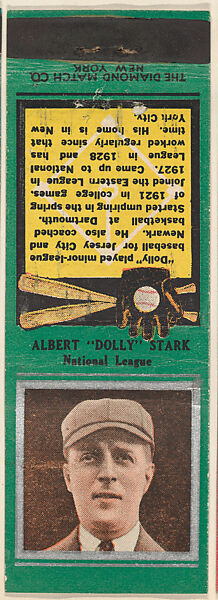 THE DIAMOND MATCH CO.
NEW YORK
"Dolly" played minor-league
baseball for Jersey City and
Newark. He also coached
basketball at Dartmouth.
Started umpiring in the spring
of 1921 in college games.
Joined the Eastern League in
1927. Came up to National
League in 1928 and has
worked regularly since that
time. His home is in New
York City.
ALBERT "DOLLY" STARK
National League